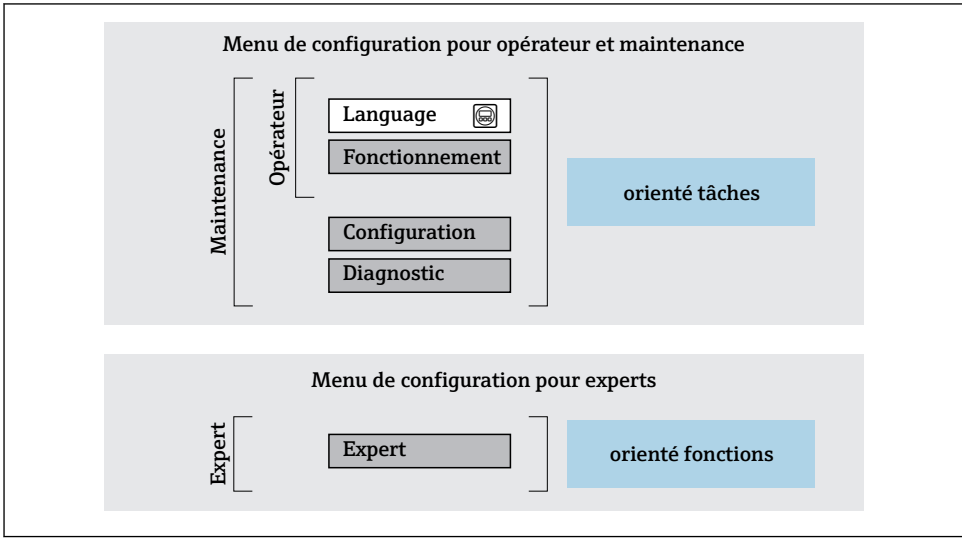 Menu de configuration pour opérateur et maintenance
Maintenance
Opérateur
Language
Fonctionnement
Configuration
Diagnostic
orienté tâches
Menu de configuration pour experts
Expert
Expert
orienté fonctions